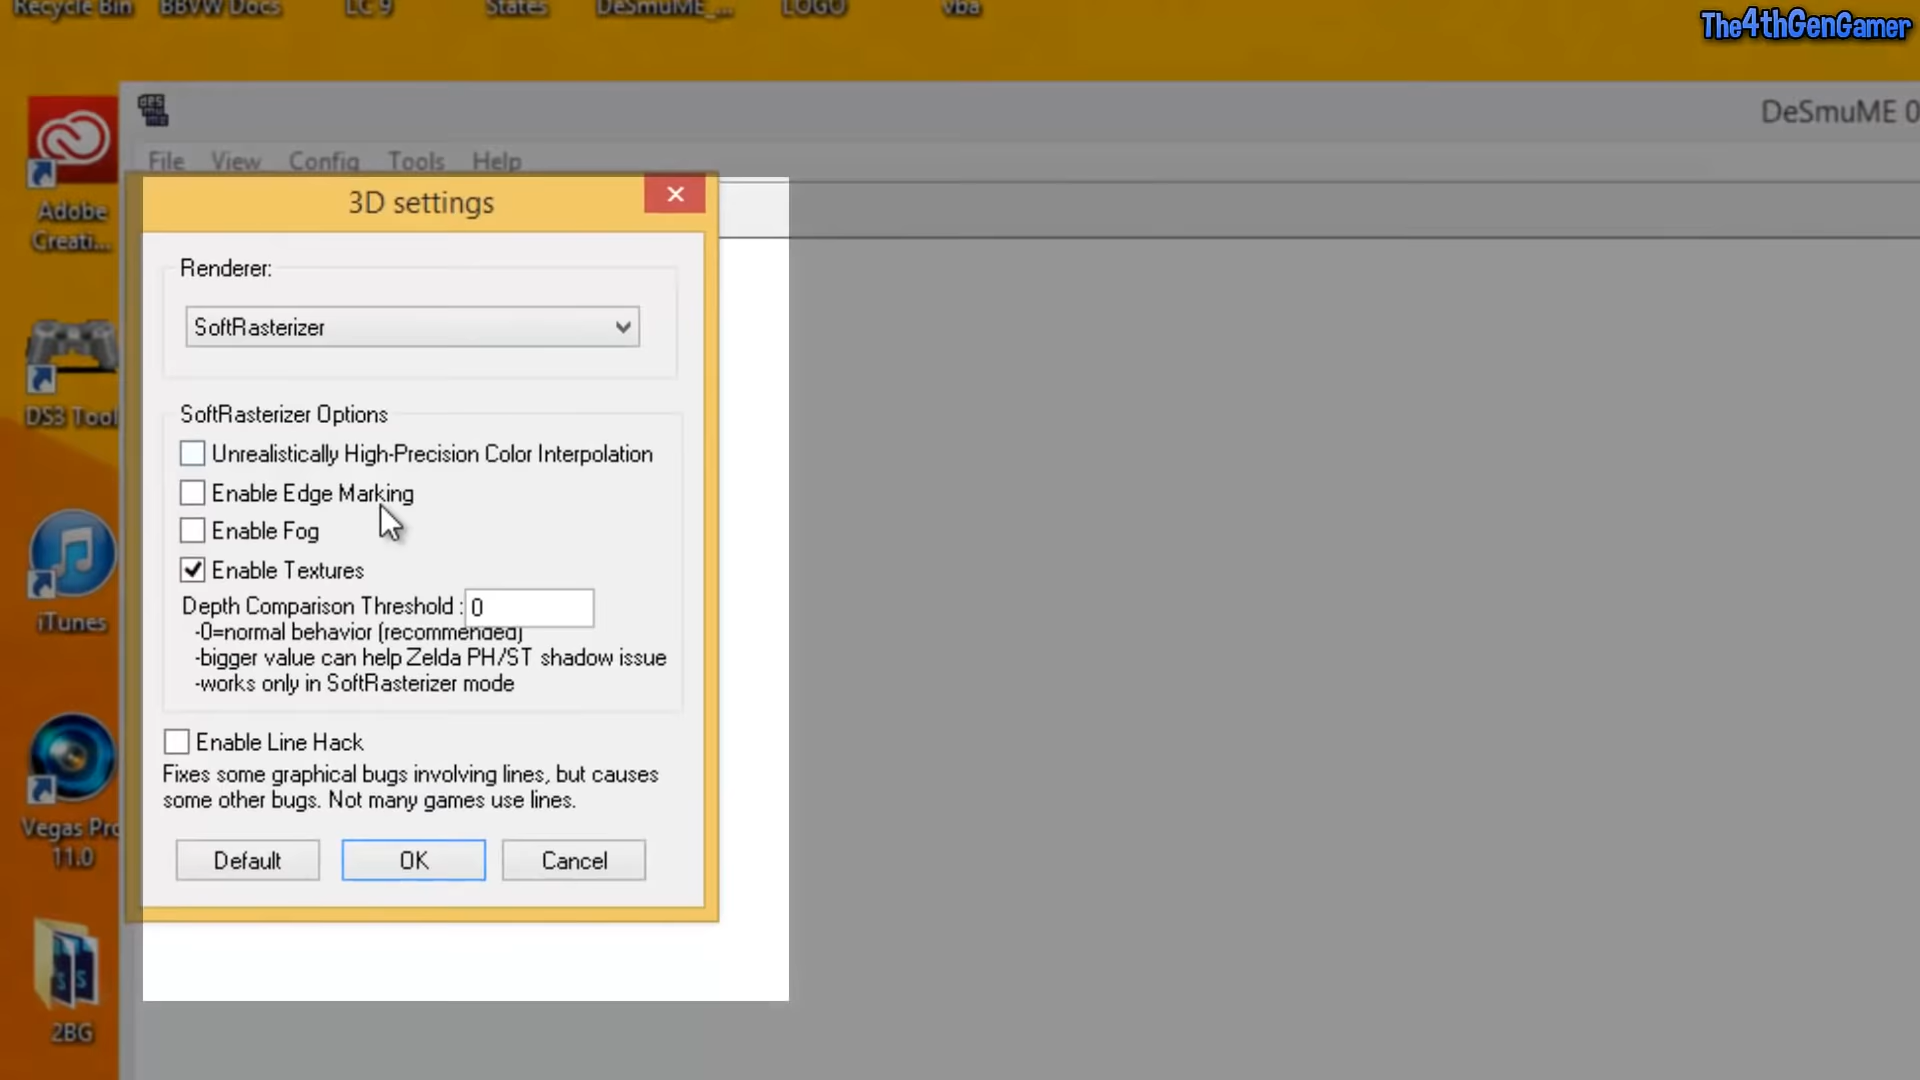 Recycle Bin
BBVW Docs
LC 9
States
DeSmuME_...
LOGO
vba
The4thGenGamer
DeSmuME 0
File View Config Tools Help
Adobe
Creati...
DS3 Tool
iTunes
Vegas Pro
11.0
2BG
3D settings
Renderer:
SoftRasterizer
SoftRasterizer Options
Unrealistically High-Precision Color Interpolation
Enable Edge Marking
Enable Fog
Enable Textures
Depth Comparison Threshold : 0
-0=normal behavior (recommended)
-bigger value can help Zelda PH/ST shadow issue
-works only in SoftRasterizer mode
Enable Line Hack
Fixes some graphical bugs involving lines, but causes
some other bugs. Not many games use lines.
Default OK Cancel